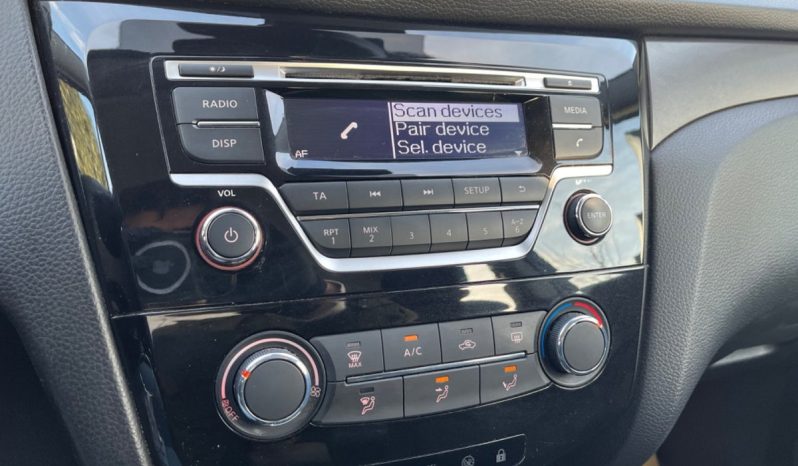 RADIO
DISP
AF
Scan devices
Pair device
Sel. device
MEDIA
VOL
TA
SETUP
RPT
1
MIX
2
3
4
5
A-Z
6
ENTER
MAX
A/C
OFF